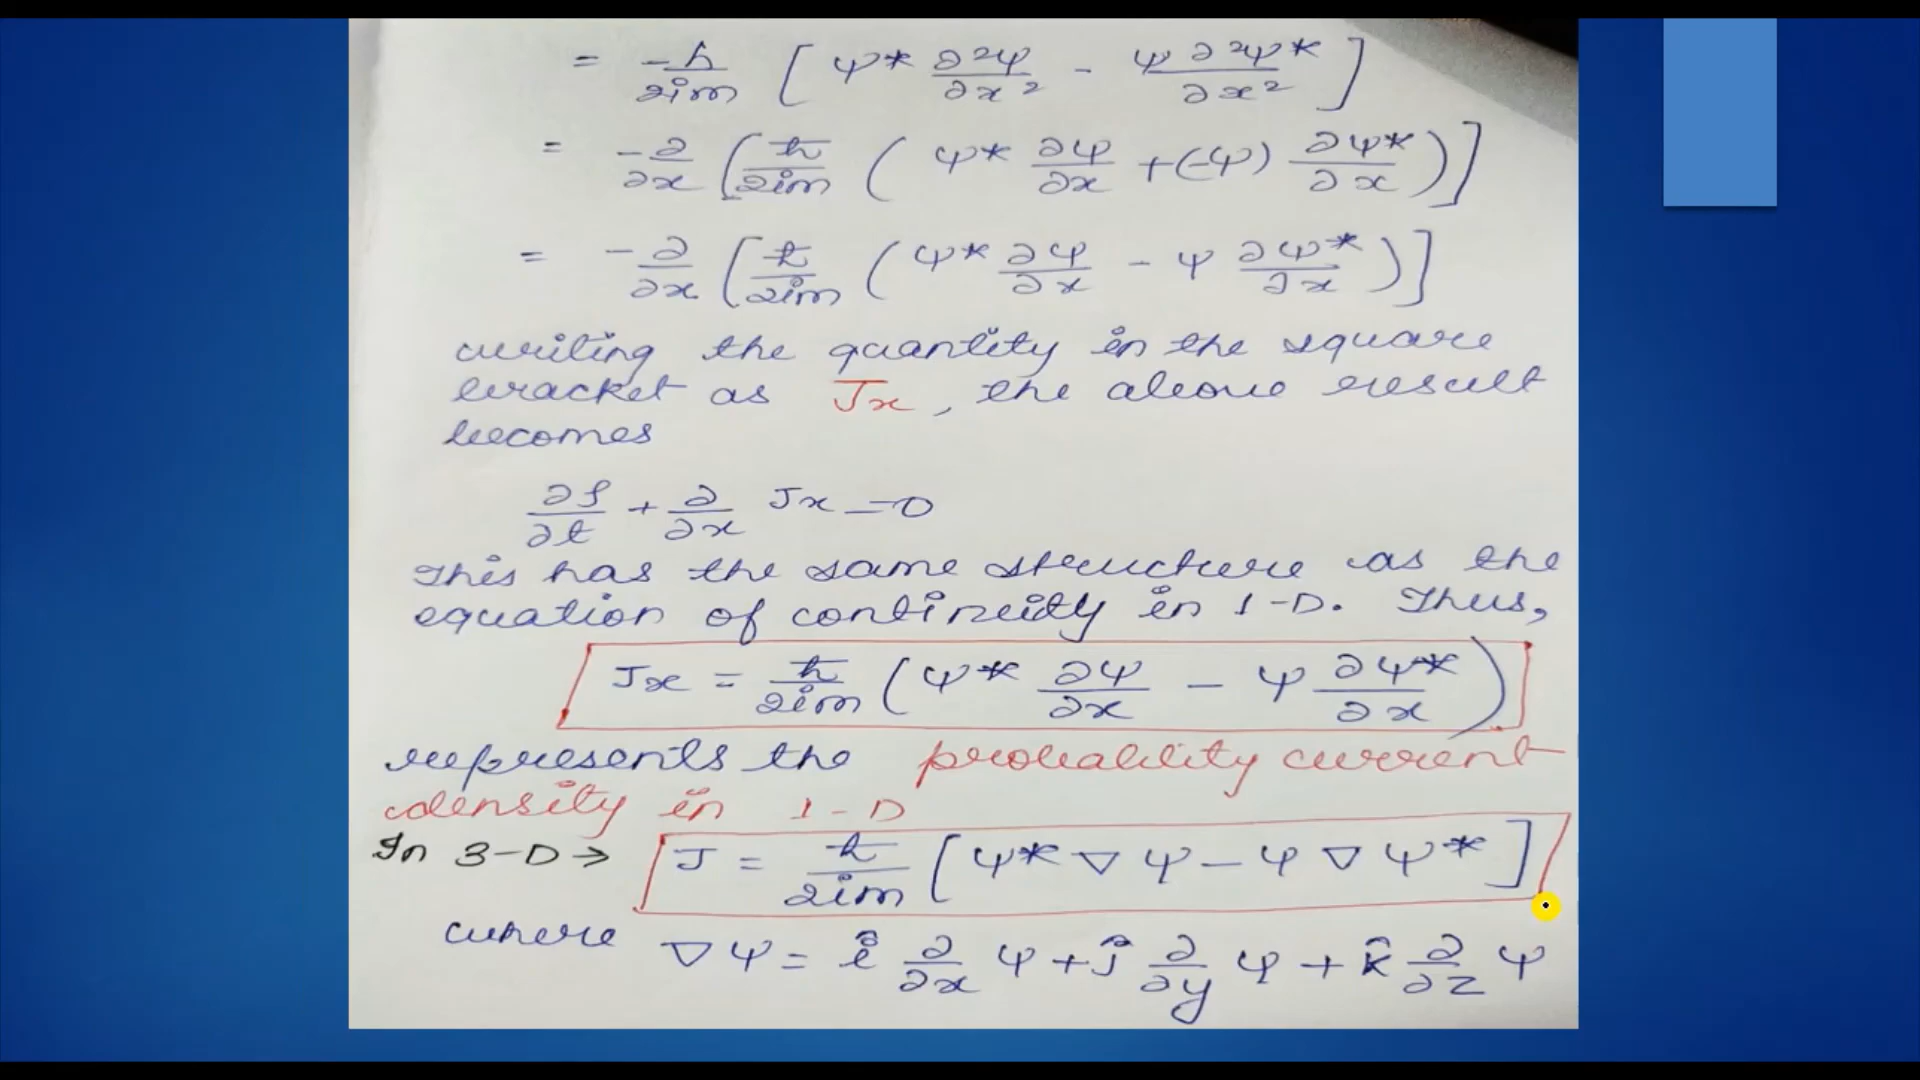 = -ℏ/2im [ ψ* ∂²ψ/∂x² - ψ ∂²ψ*/∂x² ]
= -∂/∂x [ ℏ/2im ( ψ* ∂ψ/∂x + (-ψ) ∂ψ*/∂x ) ]
= -∂/∂x [ ℏ/2im ( ψ* ∂ψ/∂x - ψ ∂ψ*/∂x ) ]
writing the quantity in the square
bracket as Jx, the above result
becomes
∂ρ/∂t + ∂/∂x Jx = 0
This has the same structure as the
equation of continuity in 1-D. Thus,
Jx = ℏ/2im ( ψ* ∂ψ/∂x - ψ ∂ψ*/∂x )
represents the probability current
density in 1-D
In 3-D → J = ℏ/2im [ ψ* ∇ ψ - ψ ∇ ψ* ]
where ∇ψ = î ∂/∂x ψ + ĵ ∂/∂y ψ + k̂ ∂/∂z ψ